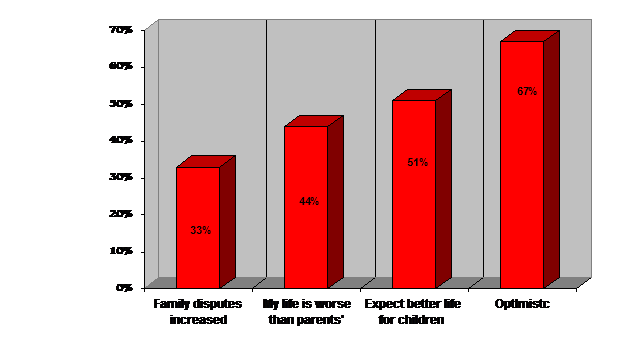 70%
60%
50%
40%
30%
20%
10%
0%
33%
44%
51%
67%
Family disputes
increased
My life is worse
than parents'
Expect better life
for children
Optimistc